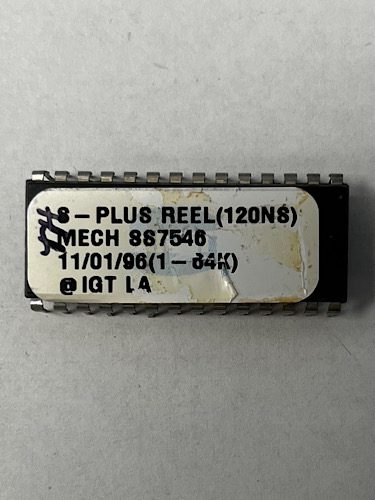 S-PLUS REEL(120NS)
MECH SS7546
11/01/96(1-64K)
@IGT LA